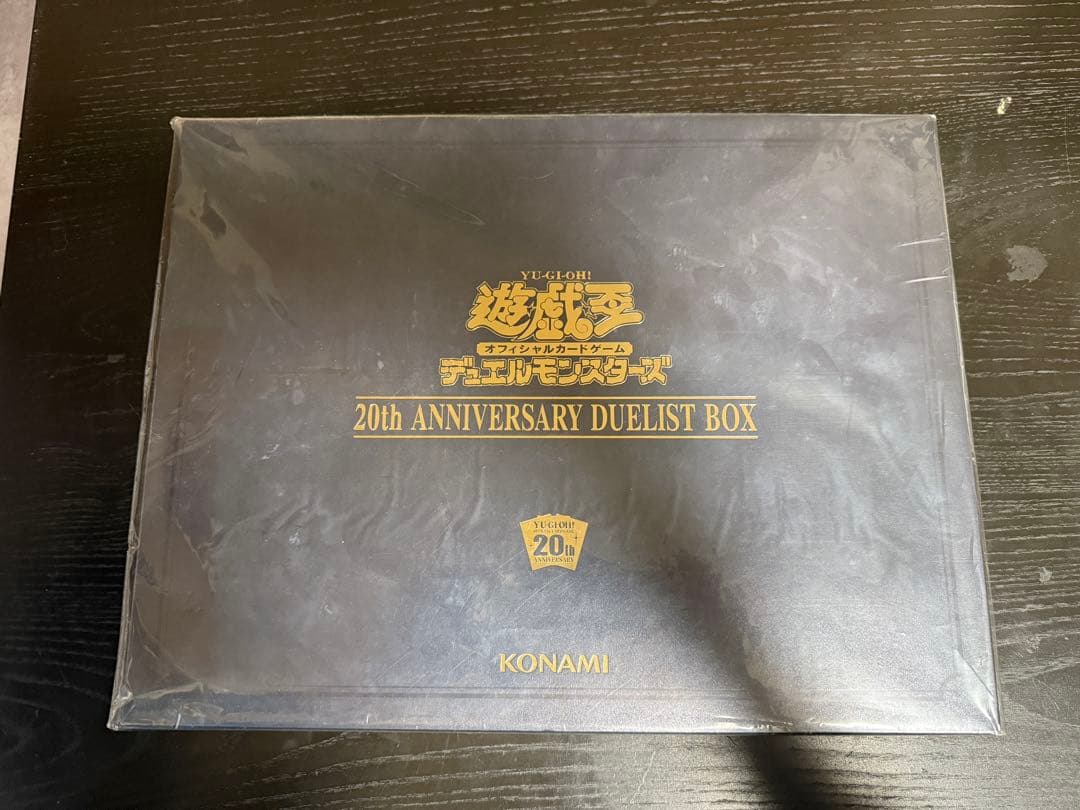 YU-GI-OH!
遊戯王
オフィシャルカードゲーム
デュエルモンスターズ
20th ANNIVERSARY DUELIST BOX
YU-GI-OH!
20th
ANNIVERSARY
KONAMI